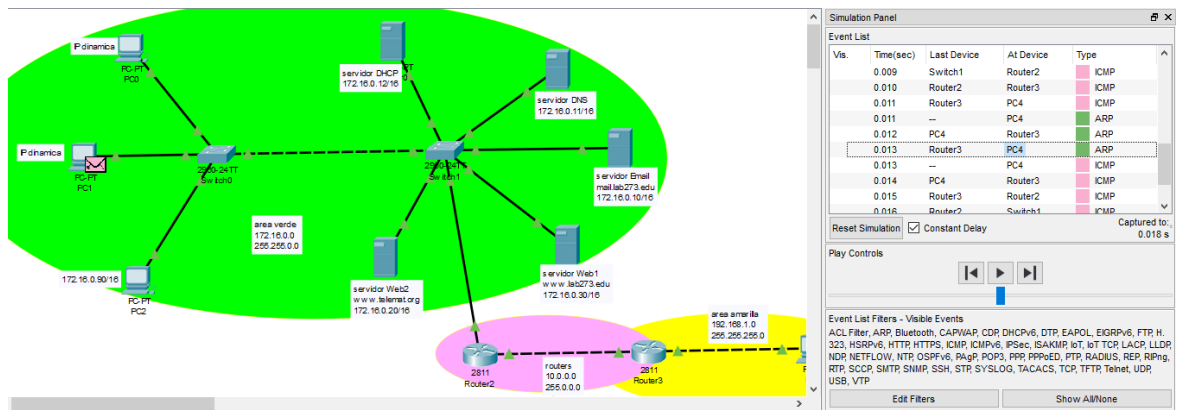 IP dinamica
PC-PT
PC0
servidor DHCP
172.16.0.12/16
servidor DNS
172.16.0.11/16
IP dinamica
PC-PT
PC1
2960-24TT
Switch0
2960-24TT
Switch1
servidor Email
mail.lab273.edu
172.16.0.10/16
area verde
172.16.0.0
255.255.0.0
172.16.0.90/16
PC-PT
PC2
servidor Web2
www.telemat.org
172.16.0.20/16
servidor Web1
www.lab273.edu
172.16.0.30/16
area amarilla
192.168.1.0
255.255.255.0
2811
Router2
routers
10.0.0.0
255.0.0.0
2811
Router3
Simulation Panel
Event List
Vis. Time(sec) Last Device At Device Type
0.009 Switch1 Router2 ICMP
0.010 Router2 Router3 ICMP
0.011 Router3 PC4 ICMP
0.011 -- PC4 ARP
0.012 PC4 Router3 ARP
0.013 Router3 PC4 ARP
0.013 -- PC4 ICMP
0.014 PC4 Router3 ICMP
0.015 Router3 Router2 ICMP
0.016 Router2 Switch1 ICMP
Reset Simulation Constant Delay Captured to:
0.018 s
Play Controls
Event List Filters - Visible Events
ACL Filter, ARP, Bluetooth, CAPWAP, CDP, DHCPv6, DTP, EAPOL, EIGRPv6, FTP, H.
323, HSRPv6, HTTP, HTTPS, ICMP, ICMPv6, IPSec, ISAKMP, IoT, IoT TCP, LACP, LLDP,
NDP, NETFLOW, NTP, OSPFv6, PAgP, POP3, PPP, PPPoED, PTP, RADIUS, REP, RIPng,
RTP, SCCP, SMTP, SNMP, SSH, STP, SYSLOG, TACACS, TCP, TFTP, Telnet, UDP,
USB, VTP
Edit Filters Show All/None